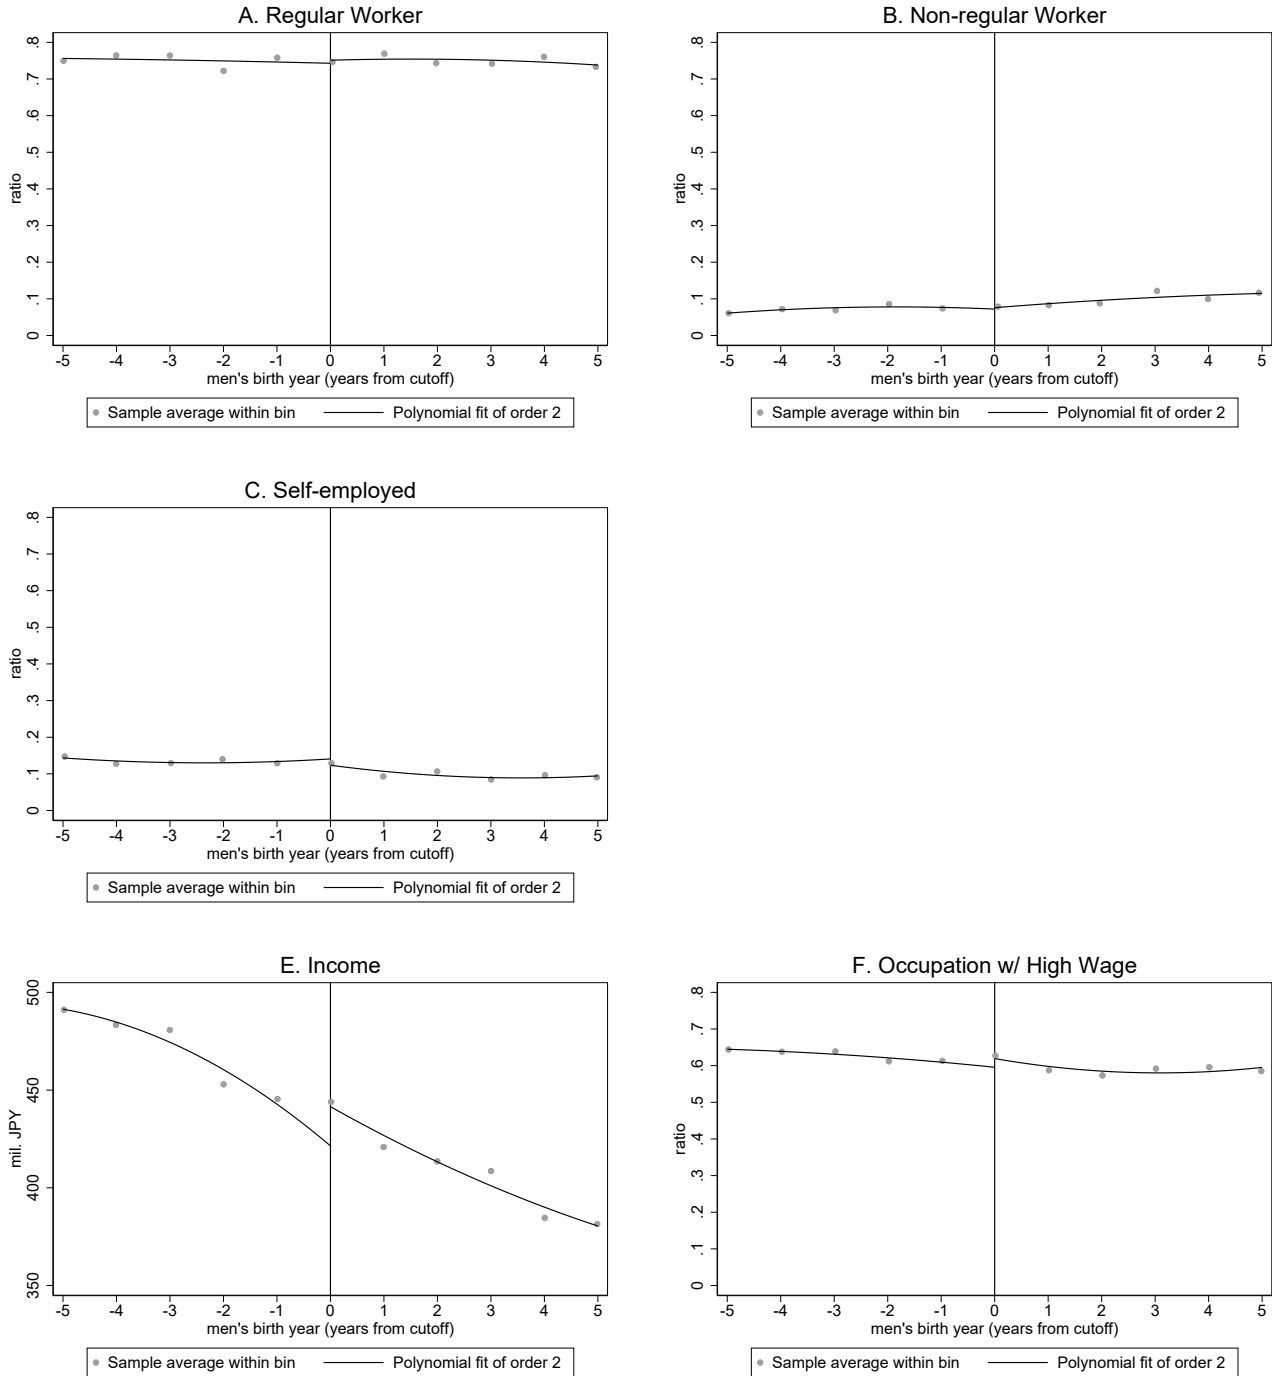 A. Regular Worker
ratio
0 .1 .2 .3 .4 .5 .6 .7 .8
-5 -4 -3 -2 -1 0 1 2 3 4 5
men's birth year (years from cutoff)
Sample average within bin Polynomial fit of order 2
B. Non-regular Worker
ratio
0 .1 .2 .3 .4 .5 .6 .7 .8
-5 -4 -3 -2 -1 0 1 2 3 4 5
men's birth year (years from cutoff)
Sample average within bin Polynomial fit of order 2
C. Self-employed
ratio
0 .1 .2 .3 .4 .5 .6 .7 .8
-5 -4 -3 -2 -1 0 1 2 3 4 5
men's birth year (years from cutoff)
Sample average within bin Polynomial fit of order 2
E. Income
mil. JPY
350 400 450 500
-5 -4 -3 -2 -1 0 1 2 3 4 5
men's birth year (years from cutoff)
Sample average within bin Polynomial fit of order 2
F. Occupation w/ High Wage
ratio
0 .1 .2 .3 .4 .5 .6 .7 .8
-5 -4 -3 -2 -1 0 1 2 3 4 5
men's birth year (years from cutoff)
Sample average within bin Polynomial fit of order 2